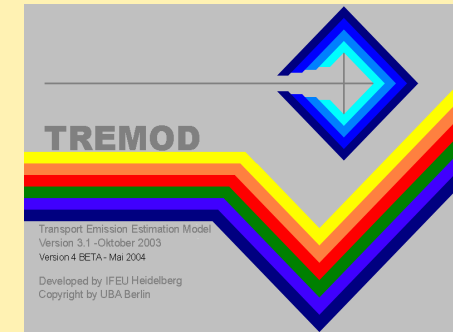 TREMOD
Transport Emission Estimation Model
Version 3.1 -Oktober 2003
Version 4 BETA - Mai 2004
Developed by IFEU Heidelberg
Copyright by UBA Berlin